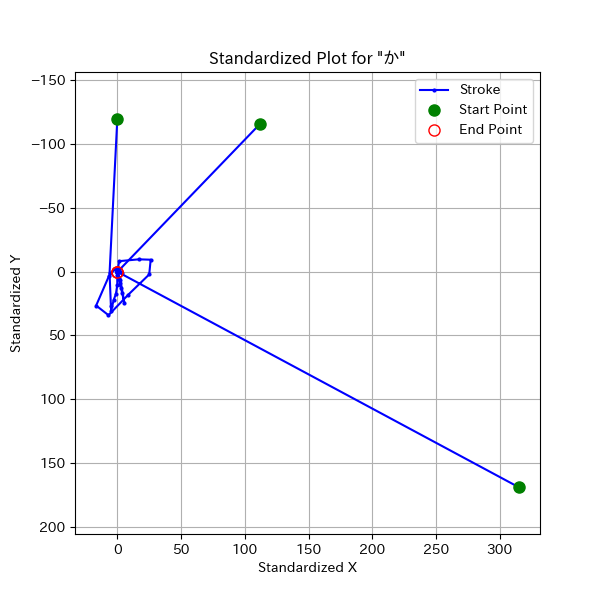 Standardized Plot for "か"
Stroke
Start Point
End Point
−150
−100
−50
0
50
100
150
200
Standardized Y
0 50 100 150 200 250 300
Standardized X